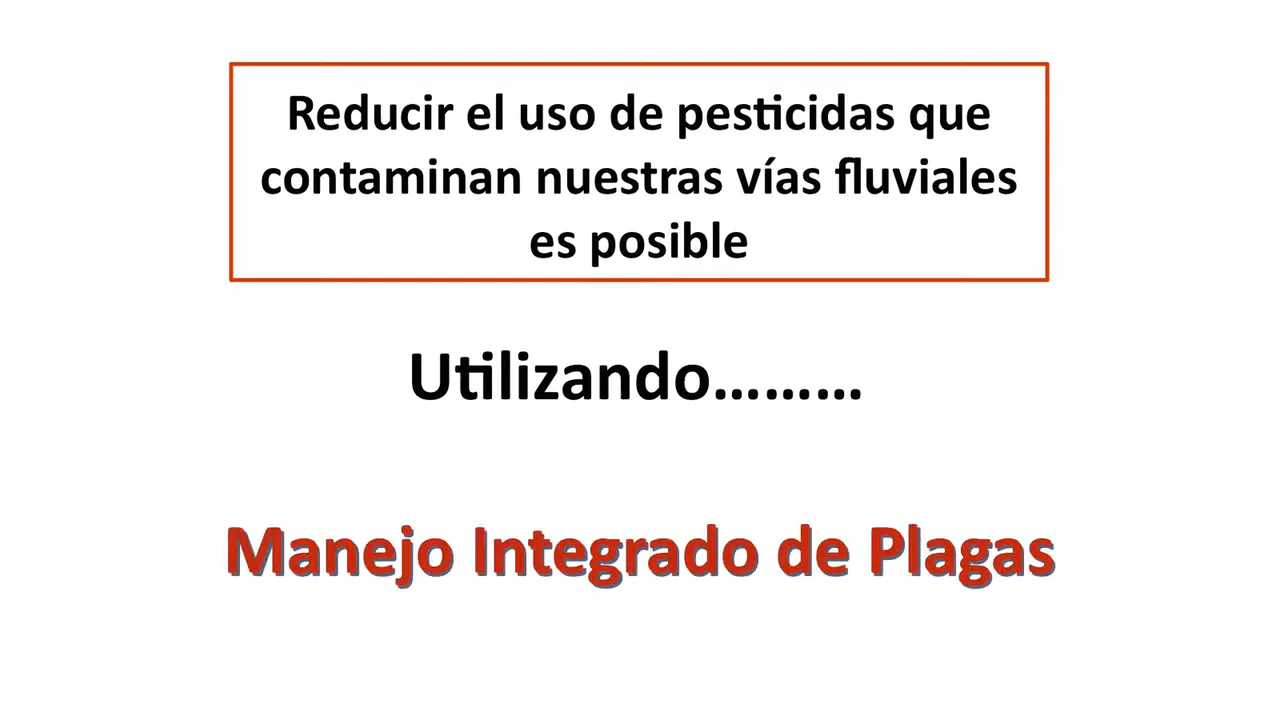 Reducir el uso de pesticidas que
contaminan nuestras vías fluviales
es posible
Utilizando………
Manejo Integrado de Plagas